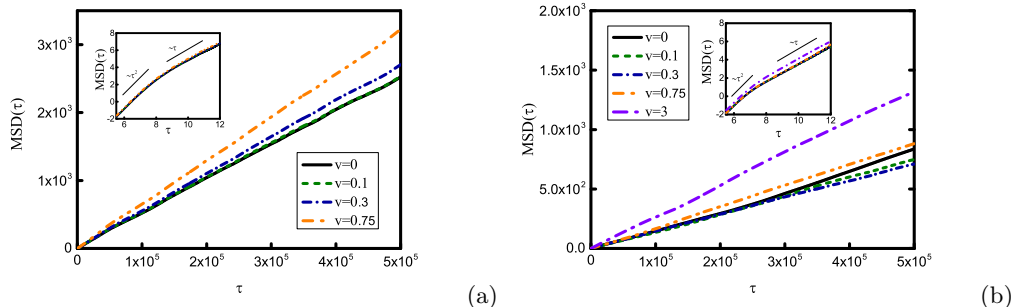 MSD(τ)
3x10³
2x10³
1x10³
0
0
1x10⁵
2x10⁵
3x10⁵
4x10⁵
5x10⁵
τ
MSD(τ)
8
6
4
2
0
-2
6
8
10
12
τ
~τ²
~τ
v=0
v=0.1
v=0.3
v=0.75
(a)
MSD(τ)
2.0x10³
1.5x10³
1.0x10³
5.0x10²
0.0
0
1x10⁵
2x10⁵
3x10⁵
4x10⁵
5x10⁵
τ
v=0
v=0.1
v=0.3
v=0.75
v=3
MSD(τ)
8
6
4
2
0
-2
6
8
10
12
τ
~τ²
~τ
(b)